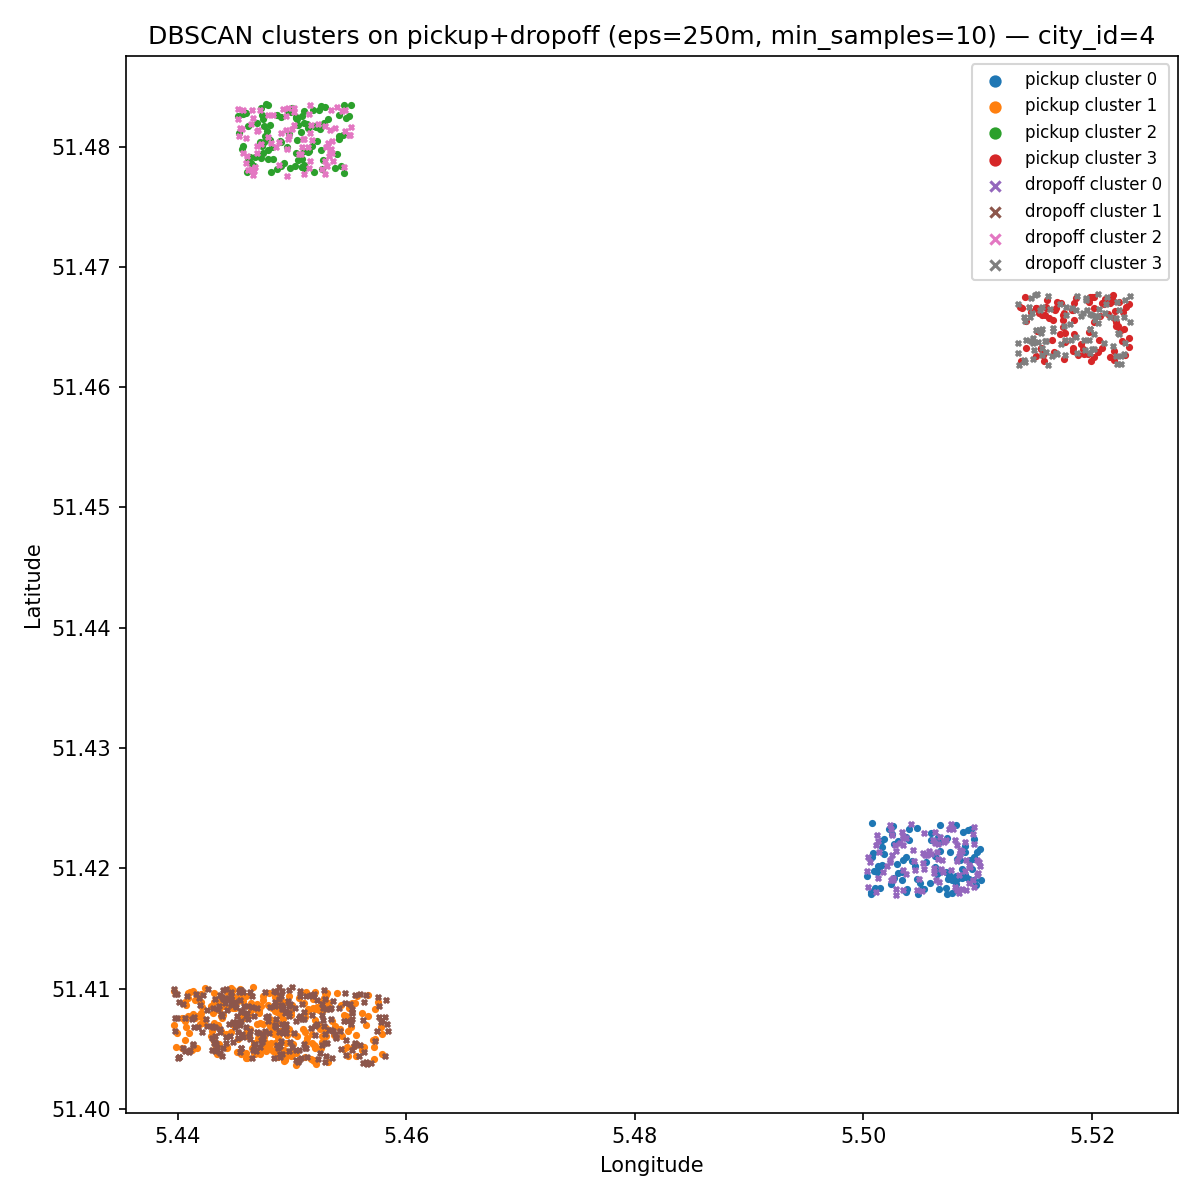 DBSCAN clusters on pickup+dropoff (eps=250m, min_samples=10) — city_id=4
pickup cluster 0
pickup cluster 1
pickup cluster 2
pickup cluster 3
dropoff cluster 0
dropoff cluster 1
dropoff cluster 2
dropoff cluster 3
51.48
51.47
51.46
51.45
51.44
51.43
51.42
51.41
51.40
Latitude
5.44
5.46
5.48
5.50
5.52
Longitude